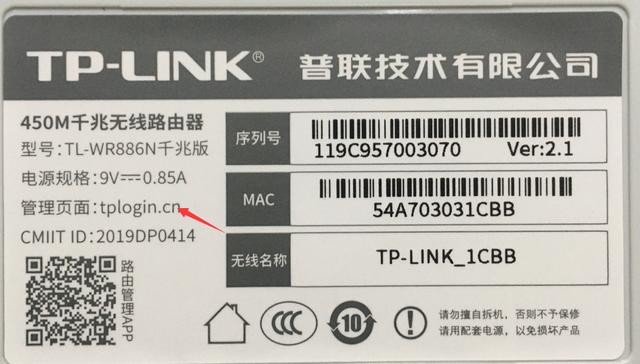 TP-LINK® 普联技术有限公司
450M千兆无线路由器
型号:TL-WR886N千兆版
电源规格:9V⎓0.85A
管理页面:tplogin.cn
CMIIT ID:2019DP0414
路由管理APP
序列号
119C957003070 Ver:2.1
MAC
54A703031CBB
无线名称
TP-LINK_1CBB
CCC
10
请勿擅自拆机,否则不予保修
请用配套电源,以免损坏产品